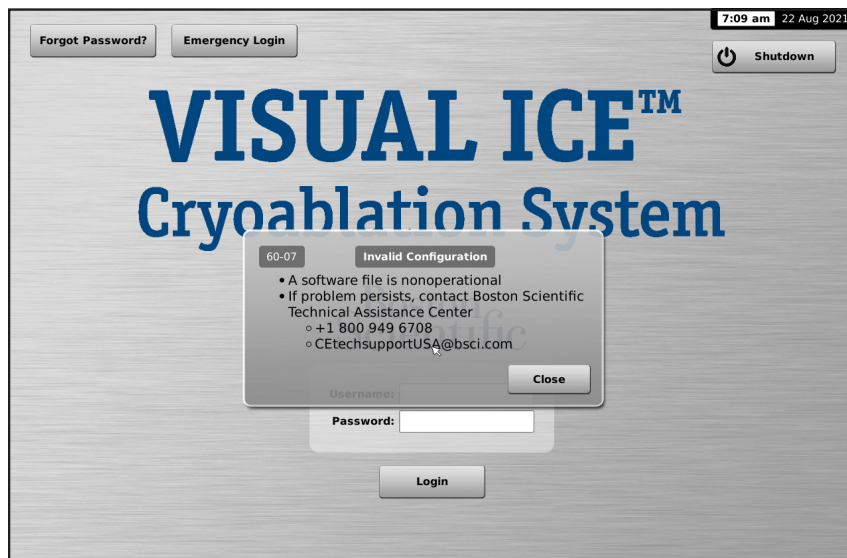 7:09 am 22 Aug 2021
Forgot Password? Emergency Login
Shutdown
VISUAL ICE™
Cryoablation System
60-07 Invalid Configuration
• A software file is nonoperational
• If problem persists, contact Boston Scientific
Technical Assistance Center
○ +1 800 949 6708
○ CEtechsupportUSA@bsci.com
Boston
Scientific
Close
Username:
Password:
Login